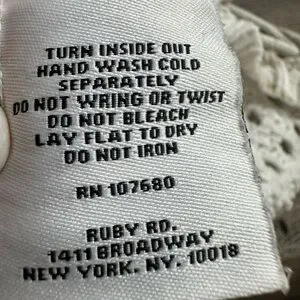 TURN INSIDE OUT
HAND WASH COLD
SEPARATELY
DO NOT WRING OR TWIST
DO NOT BLEACH
LAY FLAT TO DRY
DO NOT IRON
RN 107680
RUBY RD.
1411 BROADWAY
NEW YORK. NY. 10018